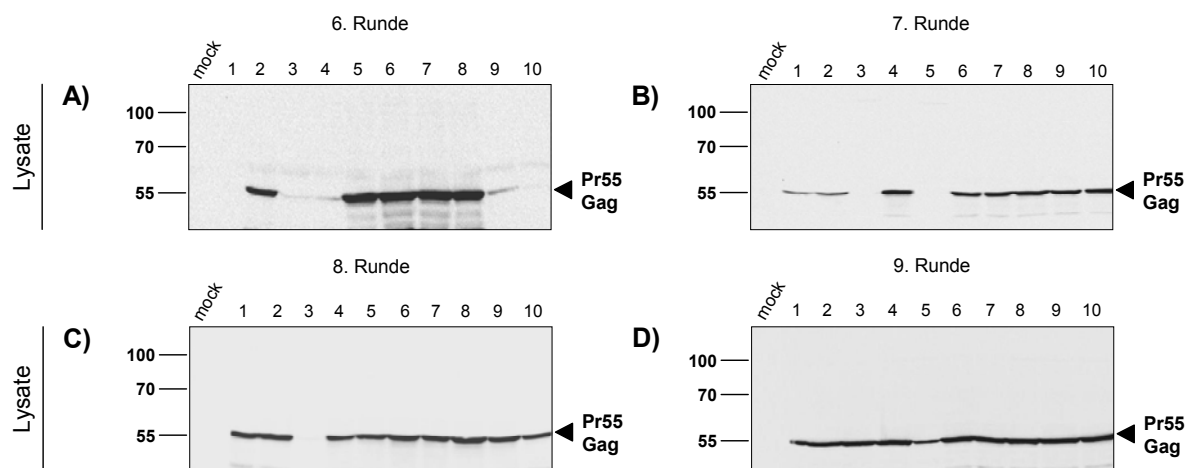 6. Runde
mock 1 2 3 4 5 6 7 8 9 10
A)
Lysate
100
70
55
Pr55
Gag
7. Runde
mock 1 2 3 4 5 6 7 8 9 10
B)
100
70
55
Pr55
Gag
8. Runde
mock 1 2 3 4 5 6 7 8 9 10
C)
Lysate
100
70
55
Pr55
Gag
9. Runde
mock 1 2 3 4 5 6 7 8 9 10
D)
100
70
55
Pr55
Gag